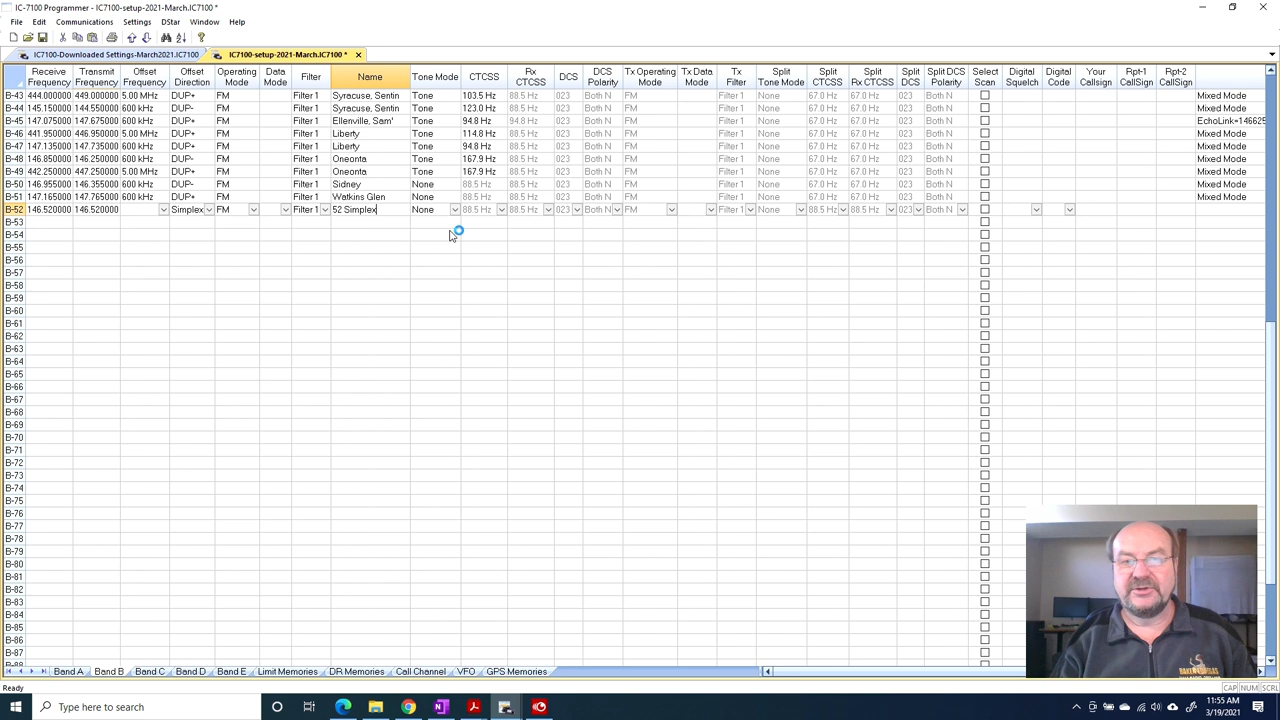 IC-7100 Programmer - IC7100-setup-2021-March.IC7100 *
File Edit Communications Settings DStar Window Help
IC7100-Downloaded Settings-March2021.IC7100 IC7100-setup-2021-March.IC7100 *
Receive Frequency Transmit Frequency Offset Frequency Offset Direction Operating Mode Data Mode Filter Name Tone Mode CTCSS Rx CTCSS DCS DCS Polarity Tx Operating Mode Tx Data Mode Tx Filter Split Tone Mode Split CTCSS Split Rx CTCSS Split DCS Split DCS Polarity Select Scan Digital Squelch Digital Code Your Callsign Rpt-1 CallSign Rpt-2 CallSign
B-43 444.000000 449.000000 5.00 MHz DUP+ FM Filter 1 Syracuse, Sentin Tone 103.5 Hz 88.5 Hz 023 Both N FM Filter 1 None 67.0 Hz 67.0 Hz 023 Both N Mixed Mode
B-44 145.150000 144.550000 600 kHz DUP- FM Filter 1 Syracuse, Sentin Tone 123.0 Hz 88.5 Hz 023 Both N FM Filter 1 None 67.0 Hz 67.0 Hz 023 Both N Mixed Mode
B-45 147.075000 147.675000 600 kHz DUP+ FM Filter 1 Ellenville, Sam' Tone 94.8 Hz 94.8 Hz 023 Both N FM Filter 1 None 67.0 Hz 67.0 Hz 023 Both N EchoLink=146625
B-46 441.950000 446.950000 5.00 MHz DUP+ FM Filter 1 Liberty Tone 114.8 Hz 88.5 Hz 023 Both N FM Filter 1 None 67.0 Hz 67.0 Hz 023 Both N Mixed Mode
B-47 147.135000 147.735000 600 kHz DUP+ FM Filter 1 Liberty Tone 94.8 Hz 88.5 Hz 023 Both N FM Filter 1 None 67.0 Hz 67.0 Hz 023 Both N Mixed Mode
B-48 146.850000 146.250000 600 kHz DUP- FM Filter 1 Oneonta Tone 167.9 Hz 88.5 Hz 023 Both N FM Filter 1 None 67.0 Hz 67.0 Hz 023 Both N Mixed Mode
B-49 442.250000 447.250000 5.00 MHz DUP+ FM Filter 1 Oneonta Tone 167.9 Hz 88.5 Hz 023 Both N FM Filter 1 None 67.0 Hz 67.0 Hz 023 Both N Mixed Mode
B-50 146.955000 146.355000 600 kHz DUP- FM Filter 1 Sidney None 88.5 Hz 88.5 Hz 023 Both N FM Filter 1 None 67.0 Hz 67.0 Hz 023 Both N Mixed Mode
B-51 147.165000 147.765000 600 kHz DUP+ FM Filter 1 Watkins Glen None 88.5 Hz 88.5 Hz 023 Both N FM Filter 1 None 67.0 Hz 67.0 Hz 023 Both N Mixed Mode
B-52 146.520000 146.520000 Simplex FM Filter 1 52 Simplex None 88.5 Hz 88.5 Hz 023 Both N FM Filter 1 None 88.5 Hz 88.5 Hz 023 Both N
B-53
B-54
B-55
B-56
B-57
B-58
B-59
B-60
B-61
B-62
B-63
B-64
B-65
B-66
B-67
B-68
B-69
B-70
B-71
B-72
B-73
B-74
B-75
B-76
B-77
B-78
B-79
B-80
B-81
B-82
B-83
B-84
B-85
B-86
B-87
B-88
Band A Band B Band C Band D Band E Limit Memories DR Memories Call Channel VFO GPS Memories
Ready CAP NUM SCRL
Type here to search
11:55 AM
3/19/2021